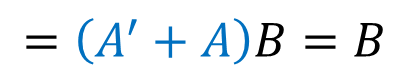 = (A′ + A)B = B